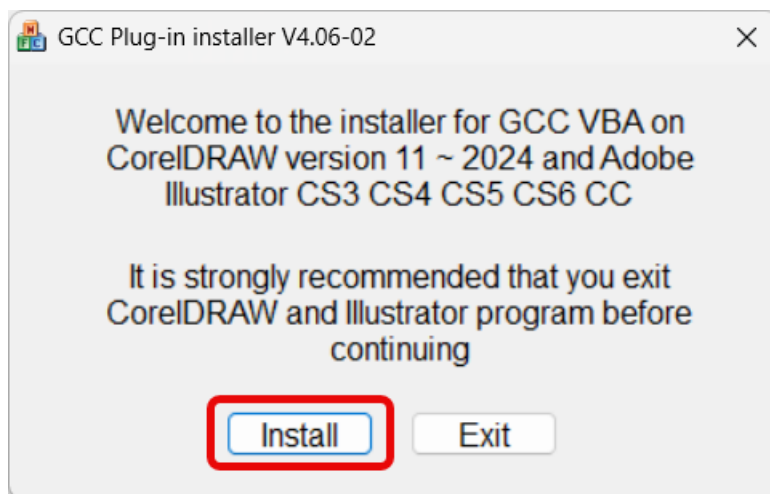 GCC Plug-in installer V4.06-02
Welcome to the installer for GCC VBA on
CorelDRAW version 11 ~ 2024 and Adobe
Illustrator CS3 CS4 CS5 CS6 CC
It is strongly recommended that you exit
CorelDRAW and Illustrator program before
continuing
Install
Exit